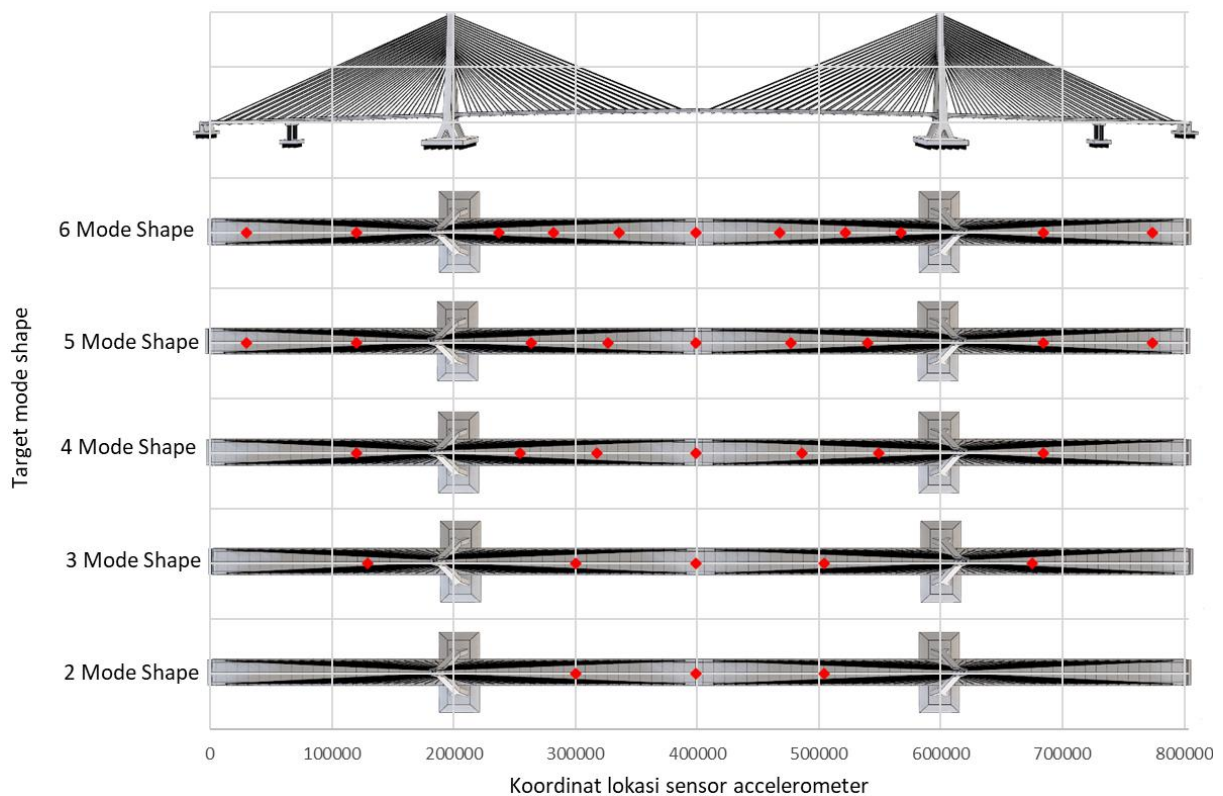 6 Mode Shape
5 Mode Shape
4 Mode Shape
3 Mode Shape
2 Mode Shape
Target mode shape
0 100000 200000 300000 400000 500000 600000 700000 800000
Koordinat lokasi sensor accelerometer